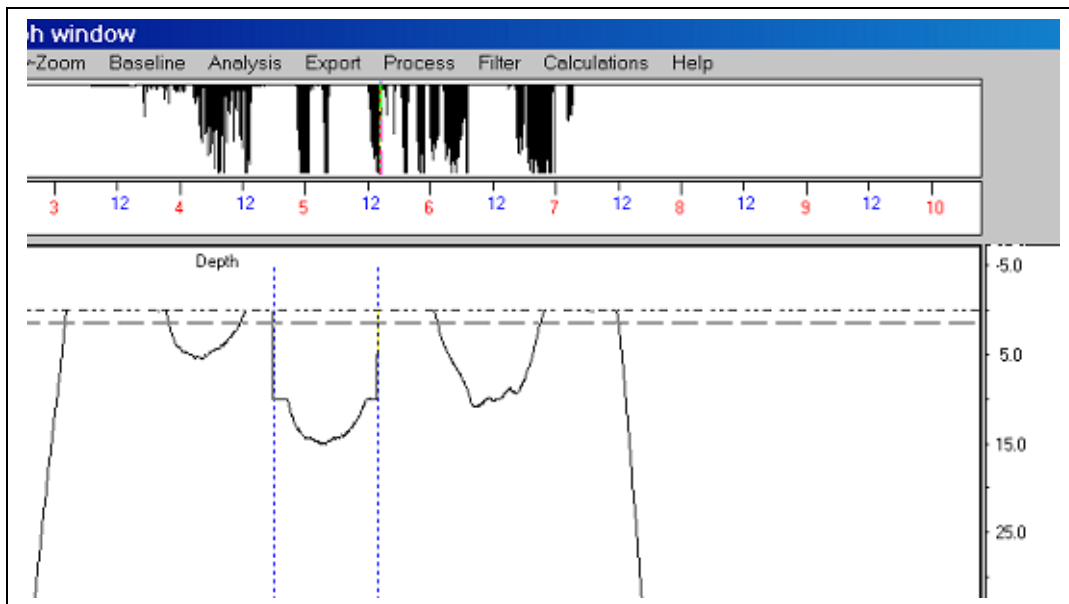 ph window
Zoom Baseline Analysis Export Process Filter Calculations Help
3 12 4 12 5 12 6 12 7 12 8 12 9 12 10
Depth
-5.0
5.0
15.0
25.0